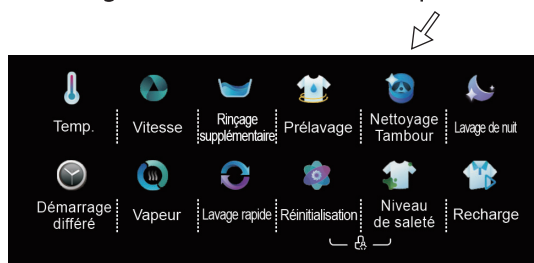 Temp.
Vitesse
Rinçage
supplémentaire
Prélavage
Nettoyage
Tambour
Lavage de nuit
Démarrage
différé
Vapeur
Lavage rapide
Réinitialisation
Niveau
de saleté
Recharge